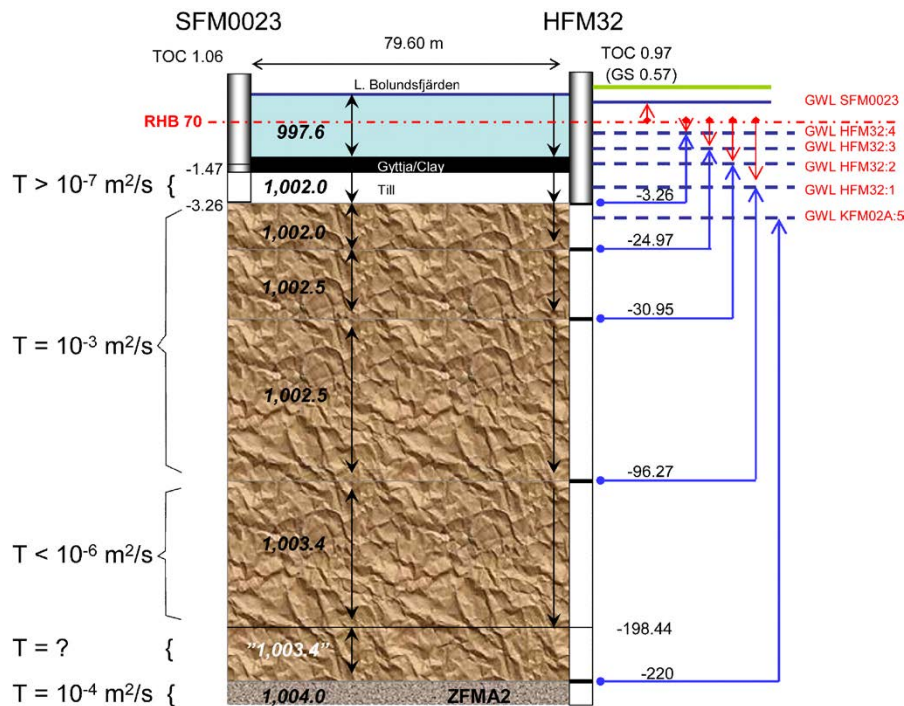 SFM0023
HFM32
TOC 1.06
79.60 m
TOC 0.97
(GS 0.57)
L. Bolundsfjärden
GWL SFM0023
RHB 70
997.6
GWL HFM32:4
GWL HFM32:3
Gyttja/Clay
-1.47
GWL HFM32:2
T > 10⁻⁷ m²/s {
1,002.0
Till
GWL HFM32:1
-3.26
-3.26
GWL KFM02A:5
1,002.0
-24.97
1,002.5
-30.95
T = 10⁻³ m²/s
1,002.5
-96.27
T < 10⁻⁶ m²/s
1,003.4
-198.44
T = ? {
"1,003.4"
-220
T = 10⁻⁴ m²/s {
1,004.0
ZFMA2